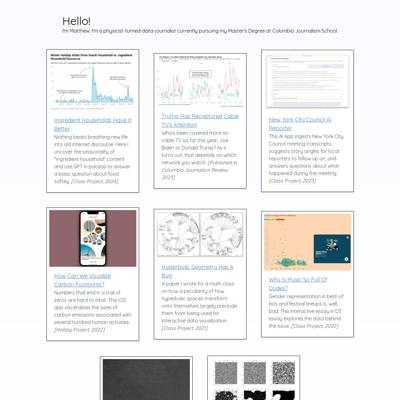 Hello!
I'm Matthew. I'm a physicist-turned-data-journalist currently pursuing my Master's Degree at Columbia Journalism School.
Ingredients Households Have It
Better
Nothing beats breathing new life
into old internet discourse. Here I
uncover the seasonality of
"ingredient household" content
and use GPT in pandas to answer
a basic question about food
softly. [Class Project, 2024]
Trump Has Recaptured Cable
TV's Attention
Who's been covered more on
cable TV so far this year, Joe
Biden or Donald Trump? As it
turns out, that depends on which
network you watch. [Published in
Columbia Journalism Review,
2023]
New York City Council AI
Reporter
This AI App ingests New York City
Council meeting transcripts,
suggests story angles for local
reporters to follow up on, and
answers questions about what
happened during the meeting.
[Class Project, 2023]
How Can We Visualize
Carbon Footprints?
Numbers that end in a trail of
zeros are hard to intuit. This iOS
app visceralizes the sizes of
carbon emissions associated with
several hundred human activities.
[Hobby Project, 2022]
Hyperbolic Geometry Has A
Bug
A paper I wrote for a math class
on how a peculiarity of how
hyperbolic spaces transform
onto themselves largely preclude
them from being used for
interactive data visualization
[Class Project, 2021]
Why Is Music So Full Of
Dudes?
Gender representation in best-of
lists and festival lineups is, well,
bad. This interactive essay in D3
essay explores the data behind
the issue. [Class Project, 2020]